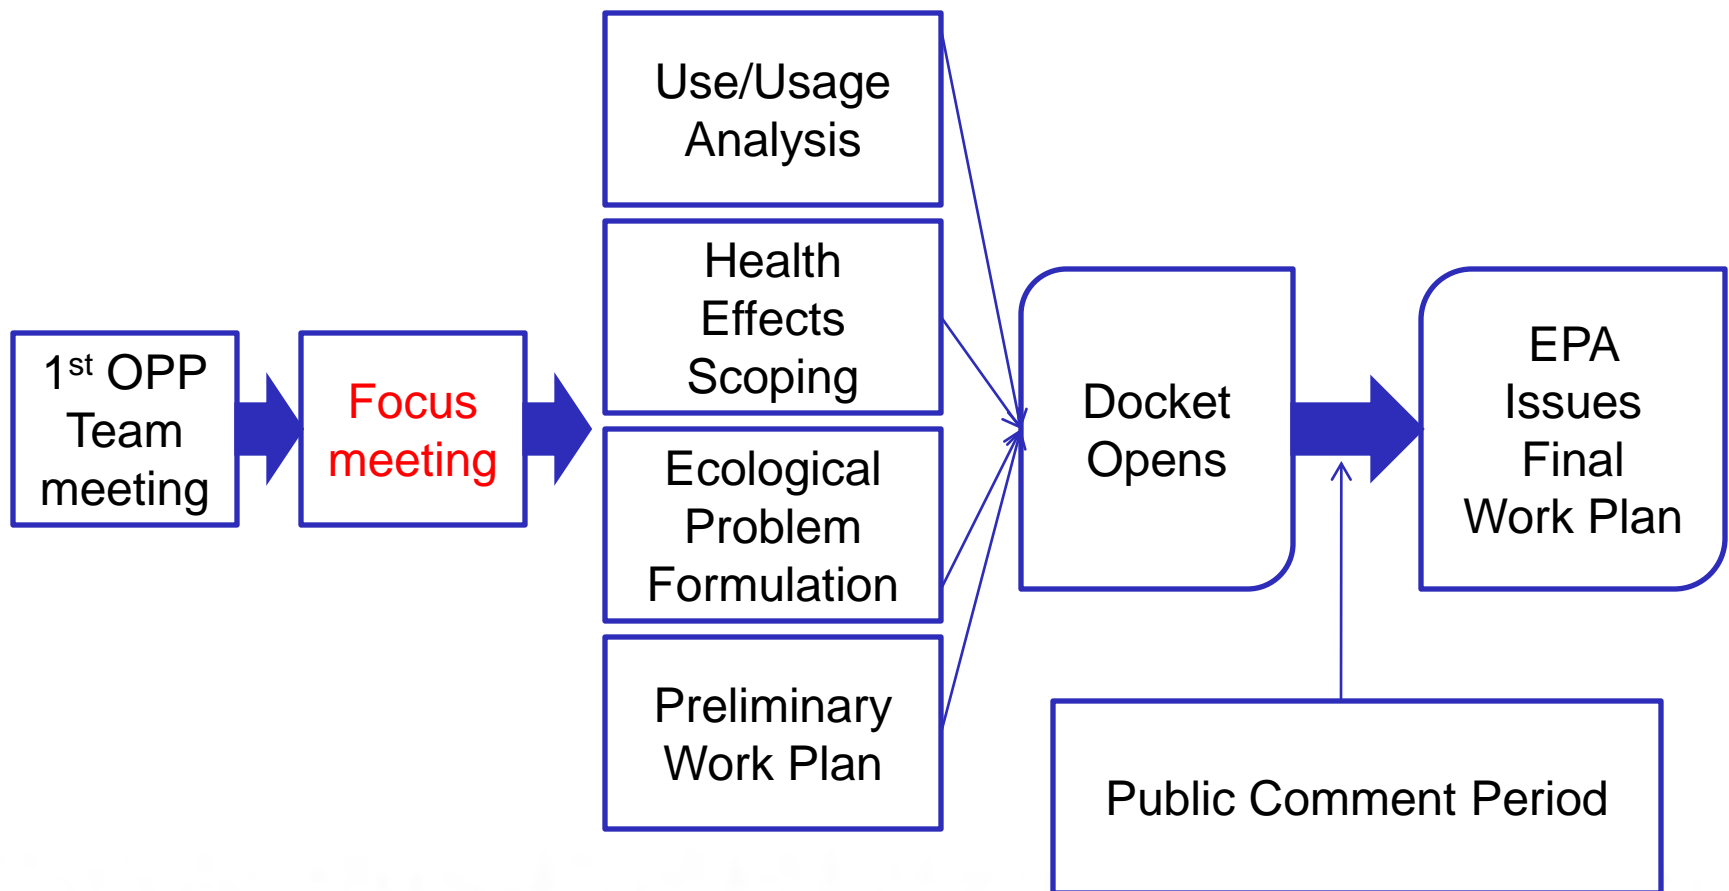 1st OPP
Team
meeting
Focus
meeting
Use/Usage
Analysis
Health
Effects
Scoping
Ecological
Problem
Formulation
Preliminary
Work Plan
Docket
Opens
EPA
Issues
Final
Work Plan
Public Comment Period